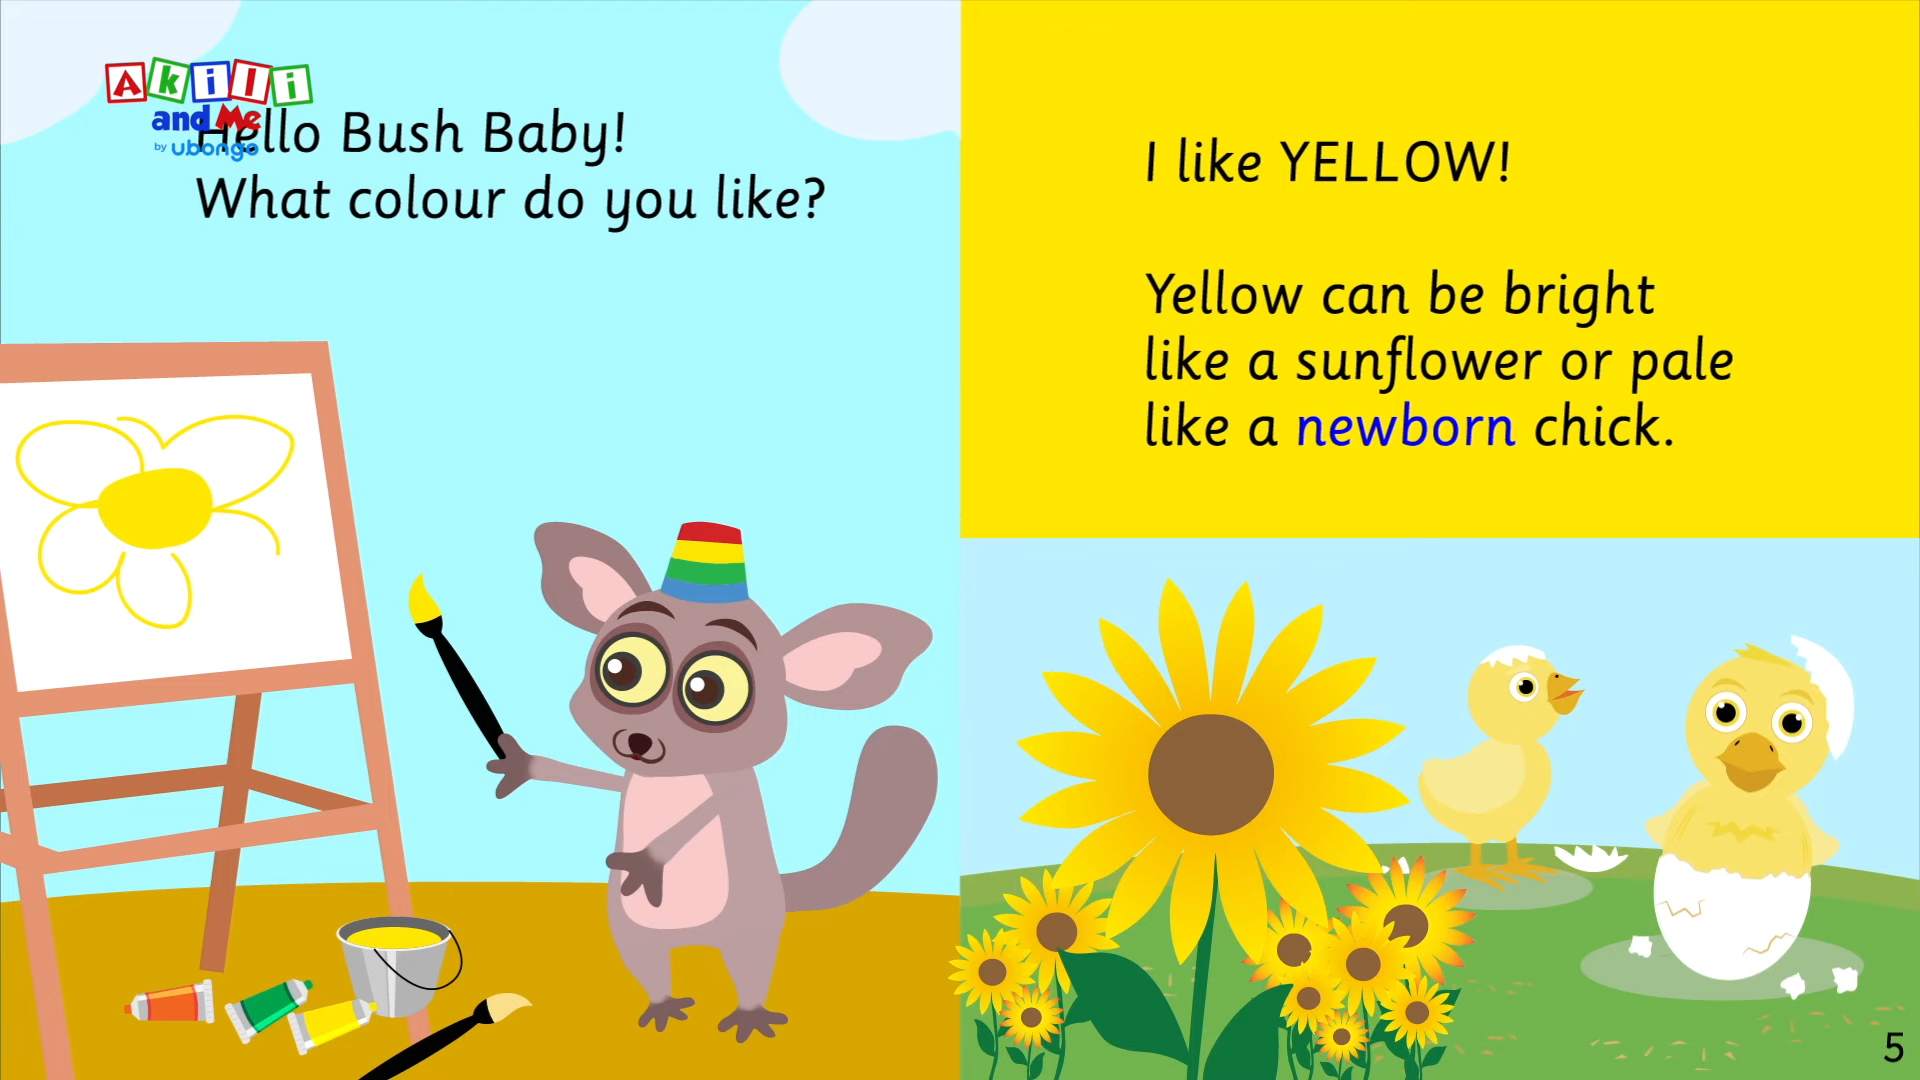 Akili
and Me
by ubongo
Hello Bush Baby!
What colour do you like?
I like YELLOW!
Yellow can be bright
like a sunflower or pale
like a newborn chick.
5